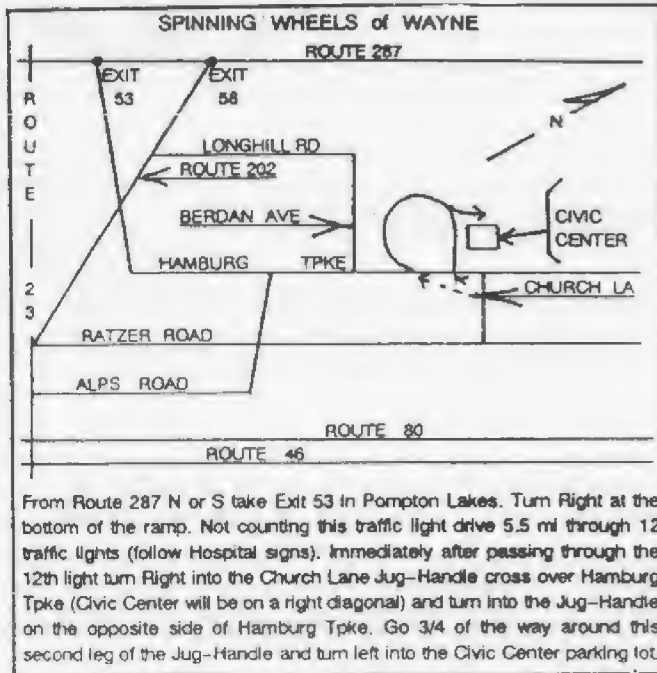 SPINNING WHEELS of WAYNE
ROUTE 287
EXIT
53
EXIT
58
ROUTE
23
N
LONGHILL RD
ROUTE 202
BERDAN AVE
CIVIC
CENTER
HAMBURG TPKE
CHURCH LA
RATZER ROAD
ALPS ROAD
ROUTE 80
ROUTE 46
From Route 287 N or S take Exit 53 in Pompton Lakes. Turn Right at the
bottom of the ramp. Not counting this traffic light drive 5.5 mi through 12
traffic lights (follow Hospital signs). Immediately after passing through the
12th light turn Right into the Church Lane Jug-Handle cross over Hamburg
Tpke (Civic Center will be on a right diagonal) and turn into the Jug-Handle
on the opposite side of Hamburg Tpke. Go 3/4 of the way around this
second leg of the Jug-Handle and turn left into the Civic Center parking lot.